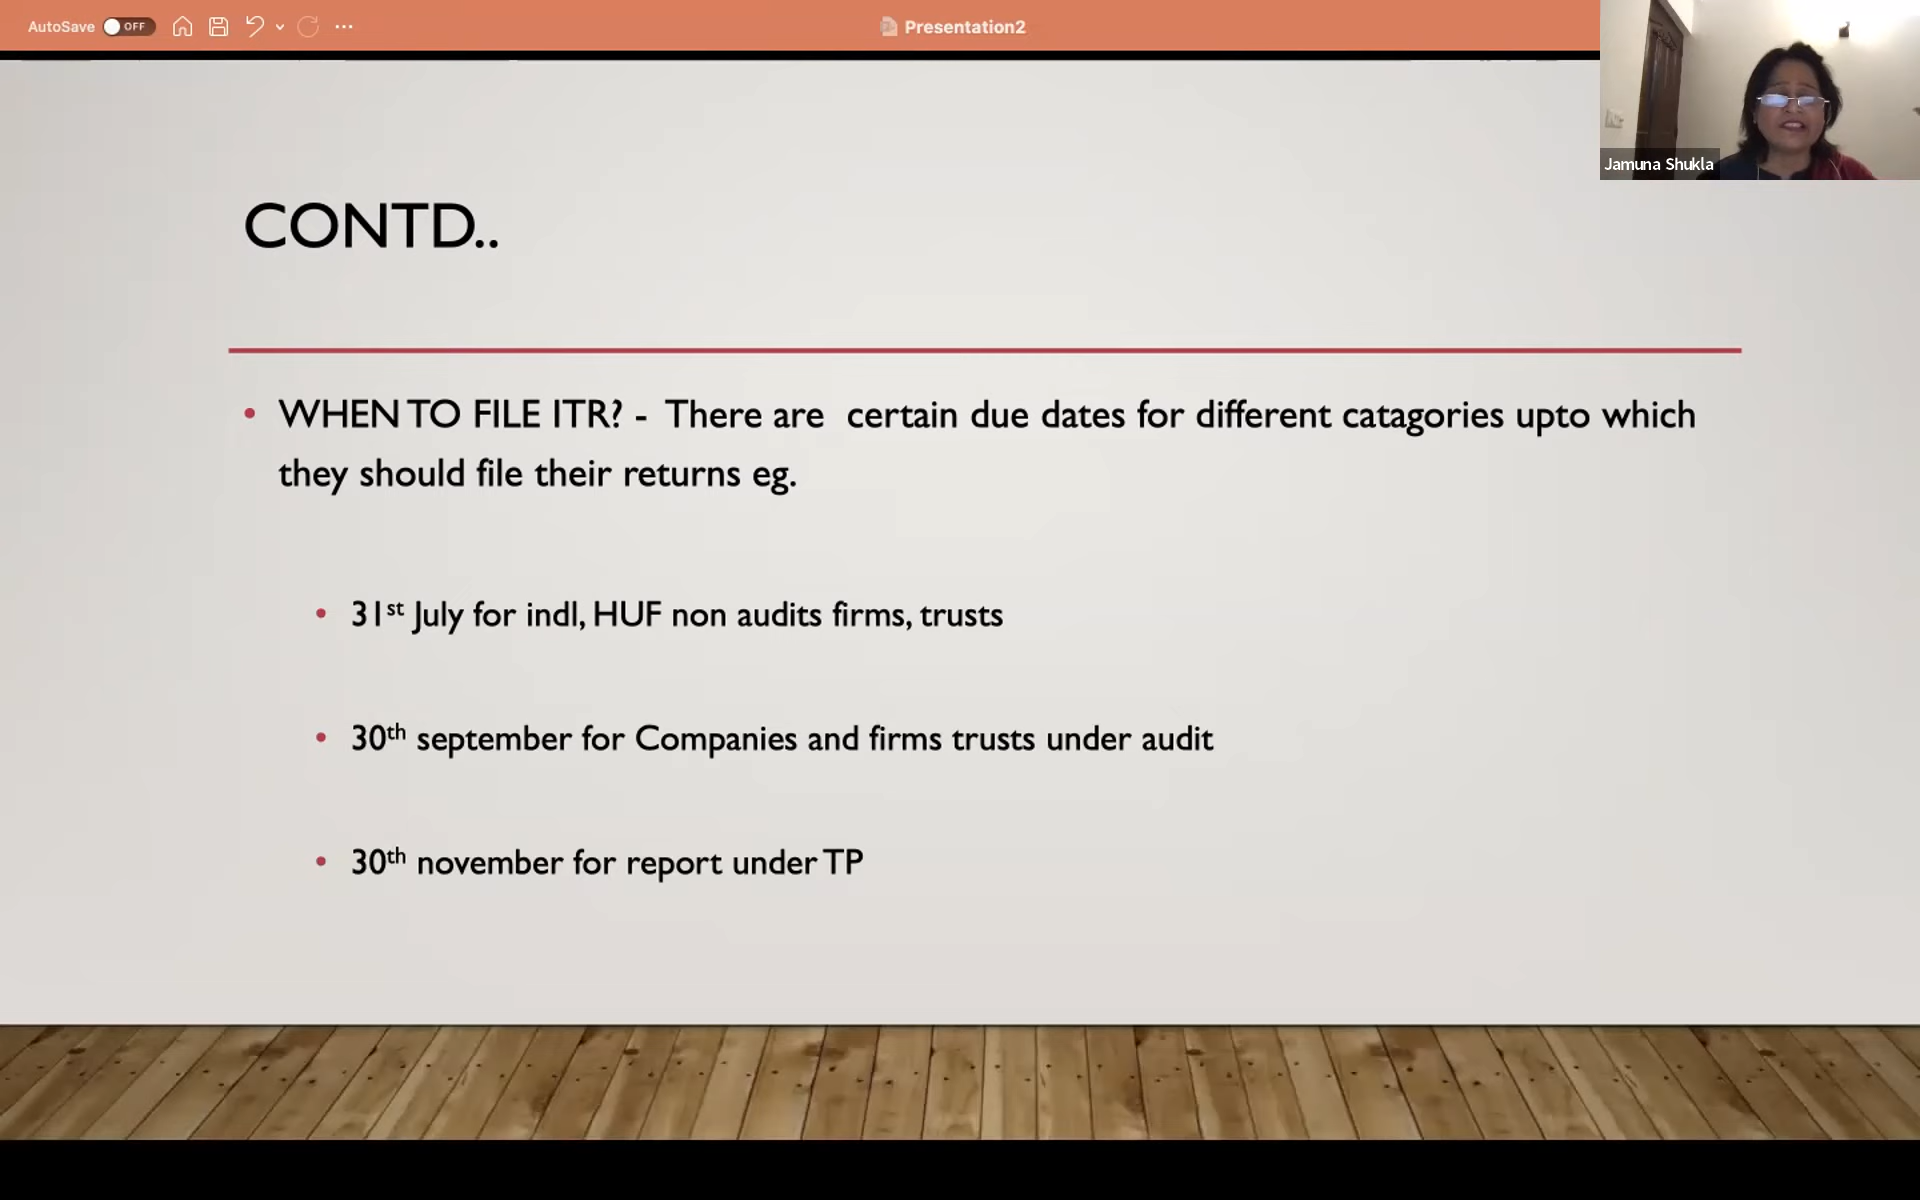 AutoSave OFF Presentation2
Jamuna Shukla
CONTD..
• WHEN TO FILE ITR? - There are certain due dates for different catagories upto which
they should file their returns eg.
• 31st July for indl, HUF non audits firms, trusts
• 30th september for Companies and firms trusts under audit
• 30th november for report under TP